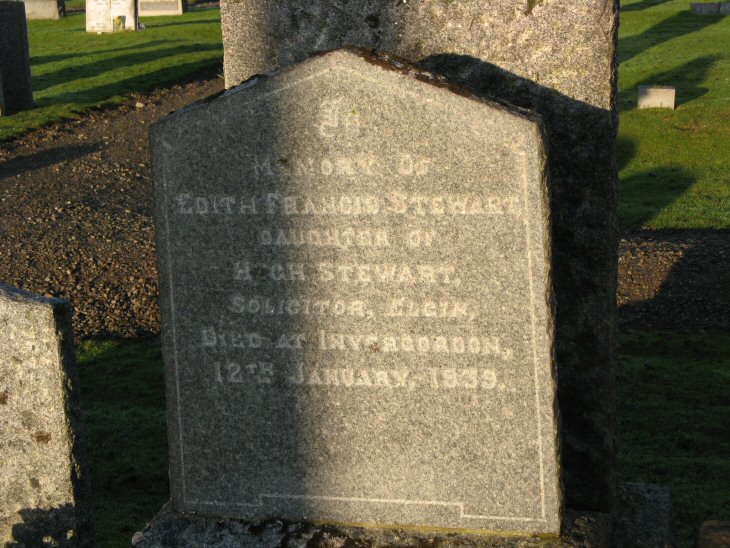 In
Memory Of
Edith Francis Stewart,
Daughter of
Hugh Stewart,
Solicitor, Elgin,
Died at Invergordon,
12th January, 1939.